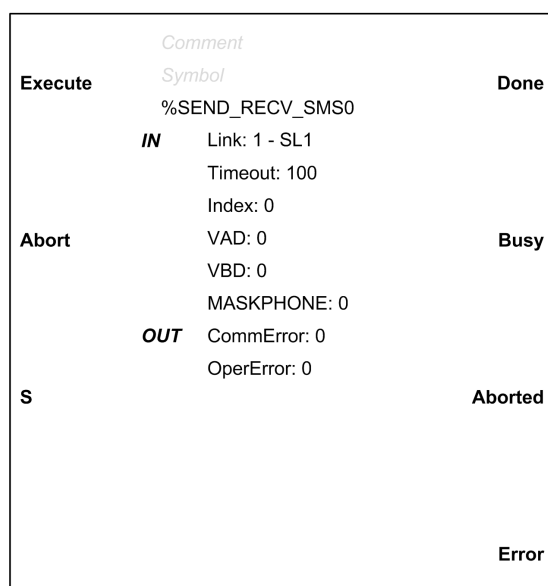 Comment
Execute
Symbol
Done
%SEND_RECV_SMS0
IN Link: 1 - SL1
Timeout: 100
Index: 0
Abort
VAD: 0
Busy
VBD: 0
MASKPHONE: 0
OUT CommError: 0
OperError: 0
S
Aborted
Error